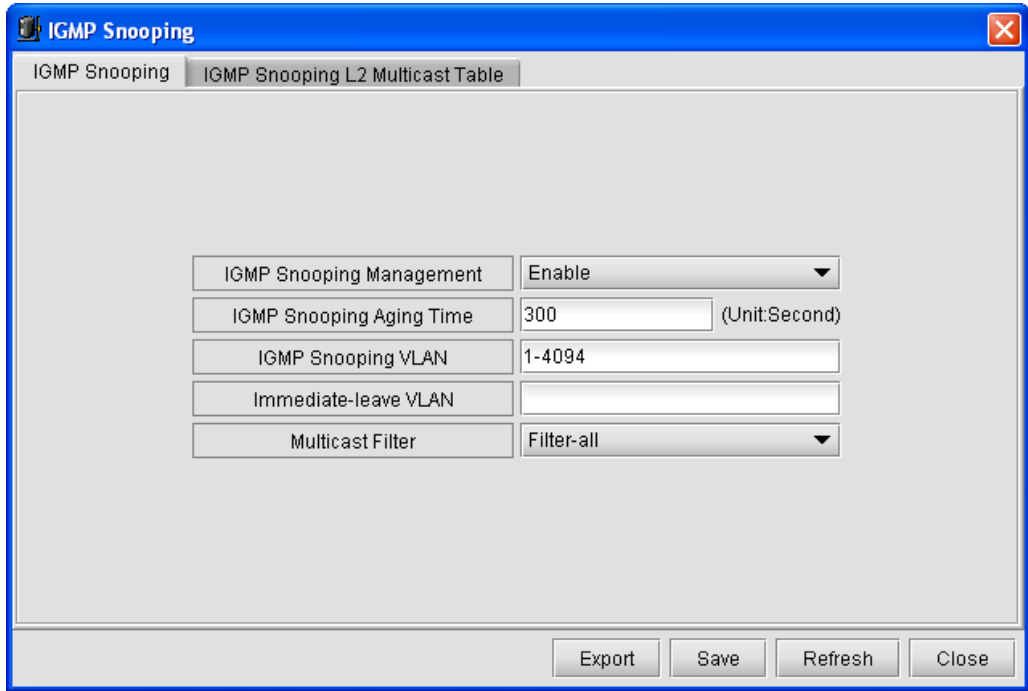 IGMP Snooping
IGMP Snooping IGMP Snooping L2 Multicast Table
IGMP Snooping Management Enable
IGMP Snooping Aging Time 300 (Unit:Second)
IGMP Snooping VLAN 1-4094
Immediate-leave VLAN
Multicast Filter Filter-all
Export Save Refresh Close